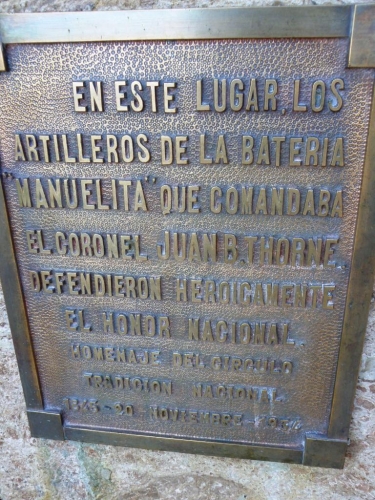 EN ESTE LUGAR, LOS
ARTILLEROS DE LA BATERIA
"MANUELITA" QUE COMANDABA
EL CORONEL JUAN B. THORNE,
DEFENDIERON HEROICAMENTE
EL HONOR NACIONAL.
HOMENAJE DEL CIRCULO
TRADICION NACIONAL
20-NOVIEMBRE-